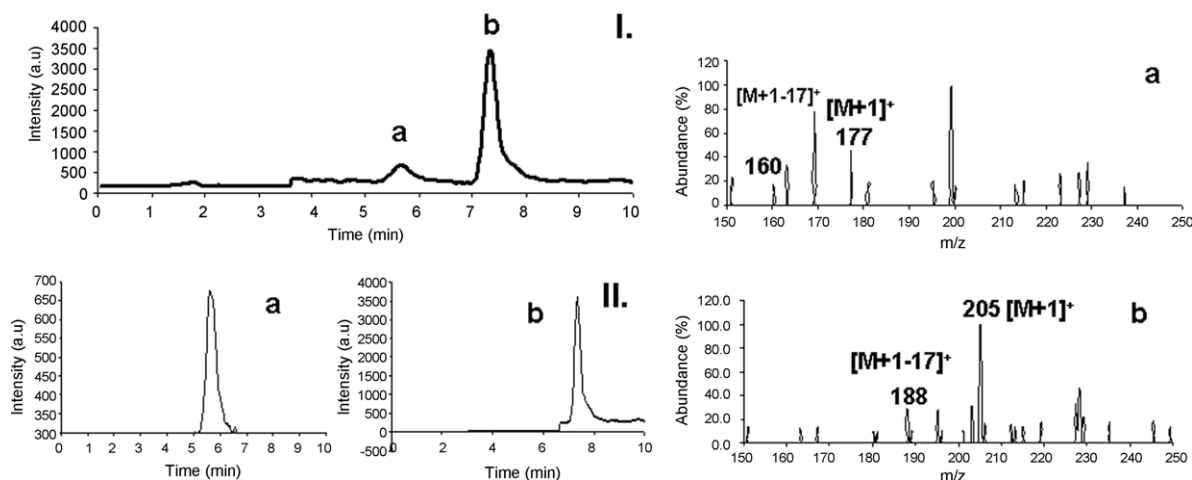 I.
Intensity (a.u)
4000
3500
3000
2500
2000
1500
1000
500
0
a
b
0 1 2 3 4 5 6 7 8 9 10
Time (min)
a
Abundance (%)
120
100
80
60
40
20
0
[M+1-17]+
[M+1]+
177
160
150 160 170 180 190 200 210 220 230 240 250
m/z
II.
a
Intensity (a.u)
700
650
600
550
500
450
400
350
300
0 1 2 3 4 5 6 7 8 9 10
Time (min)
b
Intensity (a.u)
4000
3500
3000
2500
2000
1500
1000
500
0
-500
0 2 4 6 8 10
Time (min)
b
Abundance (%)
120.0
100.0
80.0
60.0
40.0
20.0
0.0
205 [M+1]+
[M+1-17]+
188
150 160 170 180 190 200 210 220 230 240 250
m/z